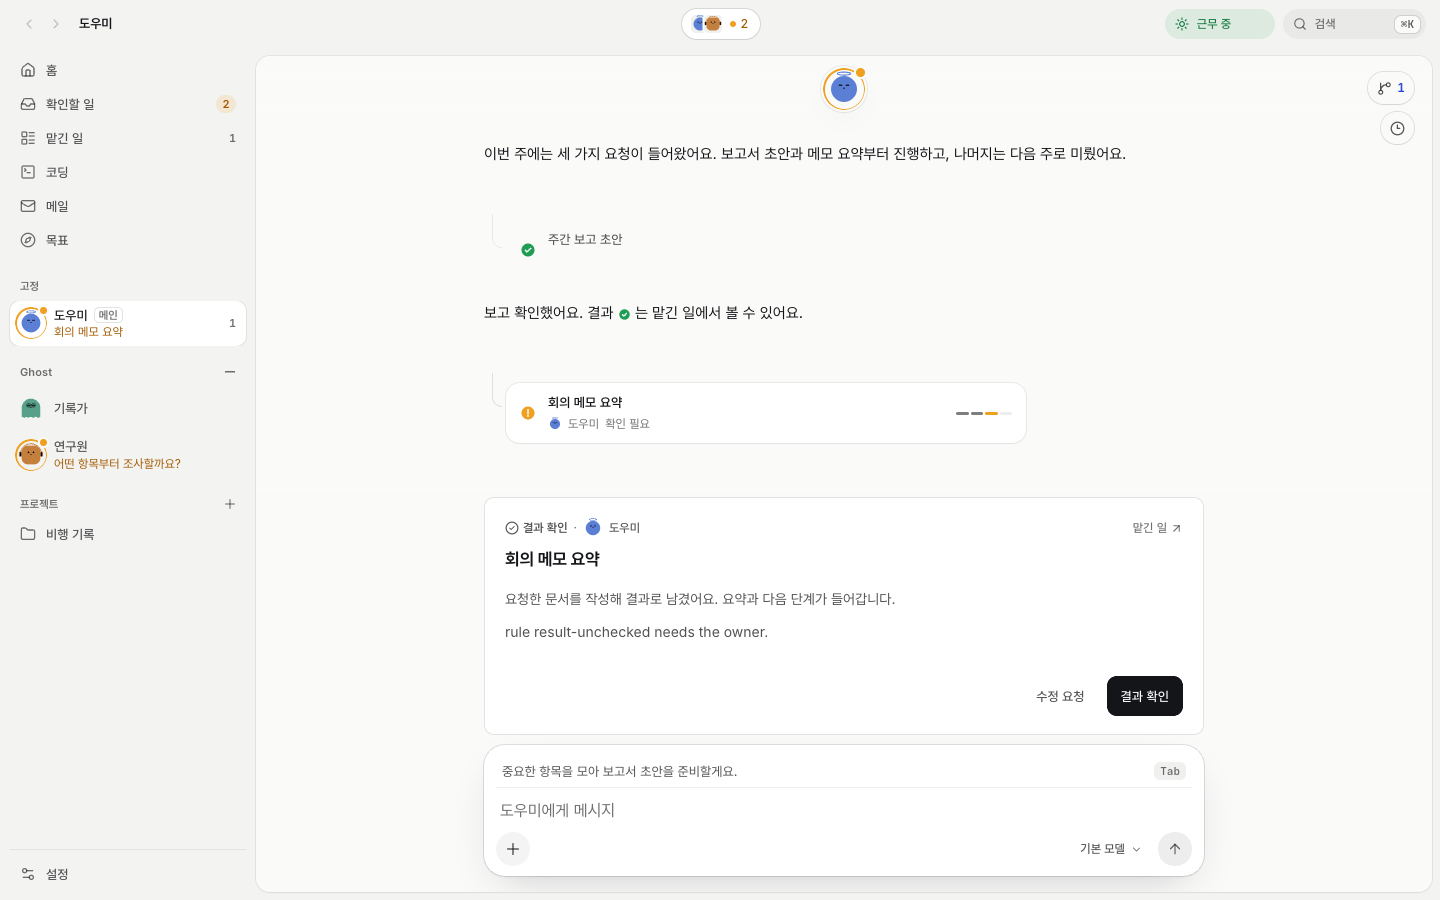 도우미
2
근무 중
검색
⌘K
홈
확인할 일
2
맡긴 일
1
코딩
메일
목표
고정
도우미 메인
회의 메모 요약
1
Ghost
기록가
연구원
어떤 항목부터 조사할까요?
프로젝트
비행 기록
설정
1
이번 주에는 세 가지 요청이 들어왔어요. 보고서 초안과 메모 요약부터 진행하고, 나머지는 다음 주로 미뤘어요.
주간 보고 초안
보고 확인했어요. 결과 는 맡긴 일에서 볼 수 있어요.
회의 메모 요약
도우미 확인 필요
결과 확인 · 도우미
맡긴 일
회의 메모 요약
요청한 문서를 작성해 결과로 남겼어요. 요약과 다음 단계가 들어갑니다.
rule result-unchecked needs the owner.
수정 요청
결과 확인
중요한 항목을 모아 보고서 초안을 준비할게요.
Tab
도우미에게 메시지
기본 모델